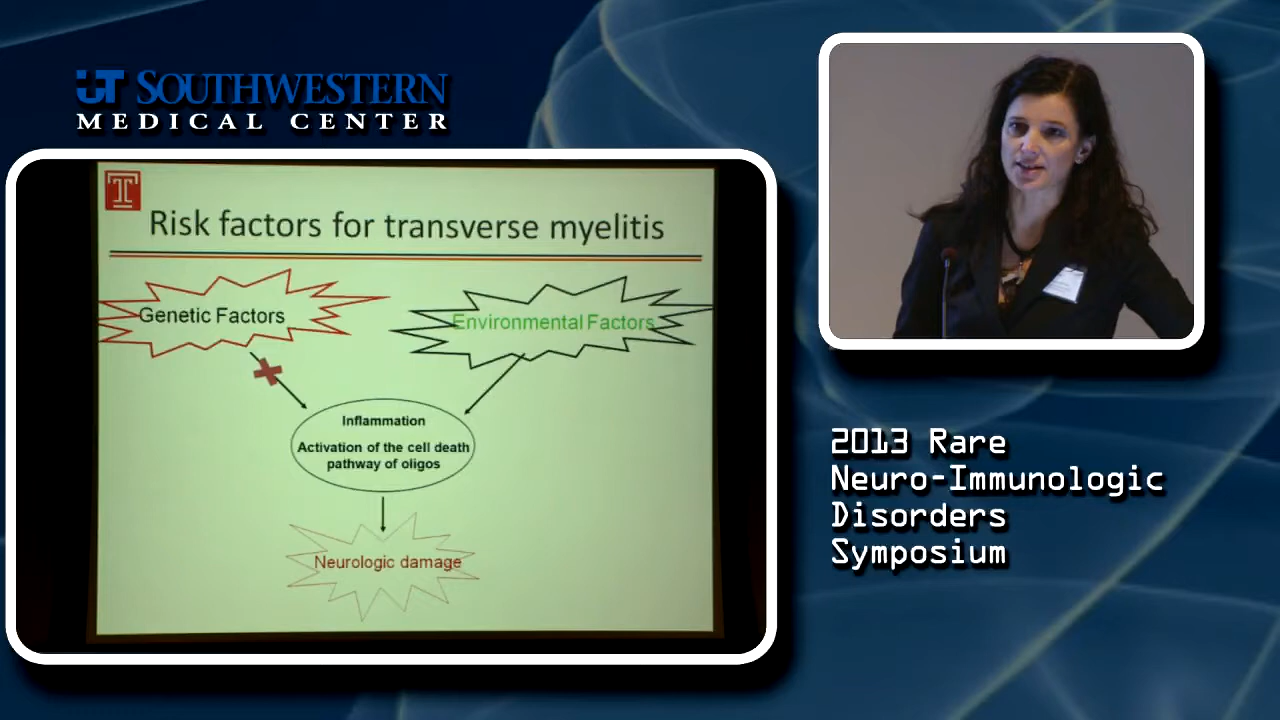 UT SOUTHWESTERN
MEDICAL CENTER
T
Risk factors for transverse myelitis
Genetic Factors
Environmental Factors
Inflammation
Activation of the cell death
pathway of oligos
Neurologic damage
2013 Rare
Neuro-Immunologic
Disorders
Symposium